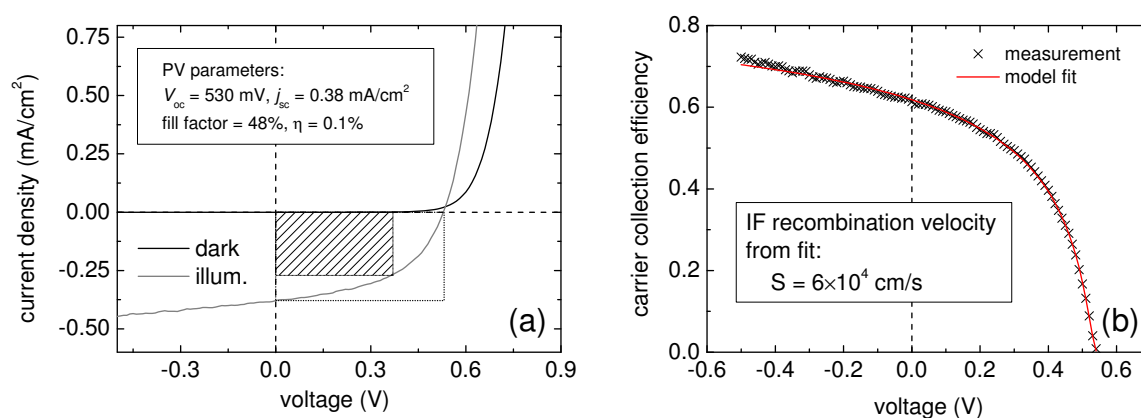 0.75
0.50
0.25
0.00
-0.25
-0.50
current density (mA/cm²)
PV parameters:
V_oc = 530 mV, j_sc = 0.38 mA/cm²
fill factor = 48%, η = 0.1%
dark
illum.
(a)
-0.3 0.0 0.3 0.6 0.9
voltage (V)
0.8
0.6
0.4
0.2
0.0
carrier collection efficiency
measurement
model fit
IF recombination velocity
from fit:
S = 6×10⁴ cm/s
(b)
-0.6 -0.4 -0.2 0.0 0.2 0.4 0.6
voltage (V)